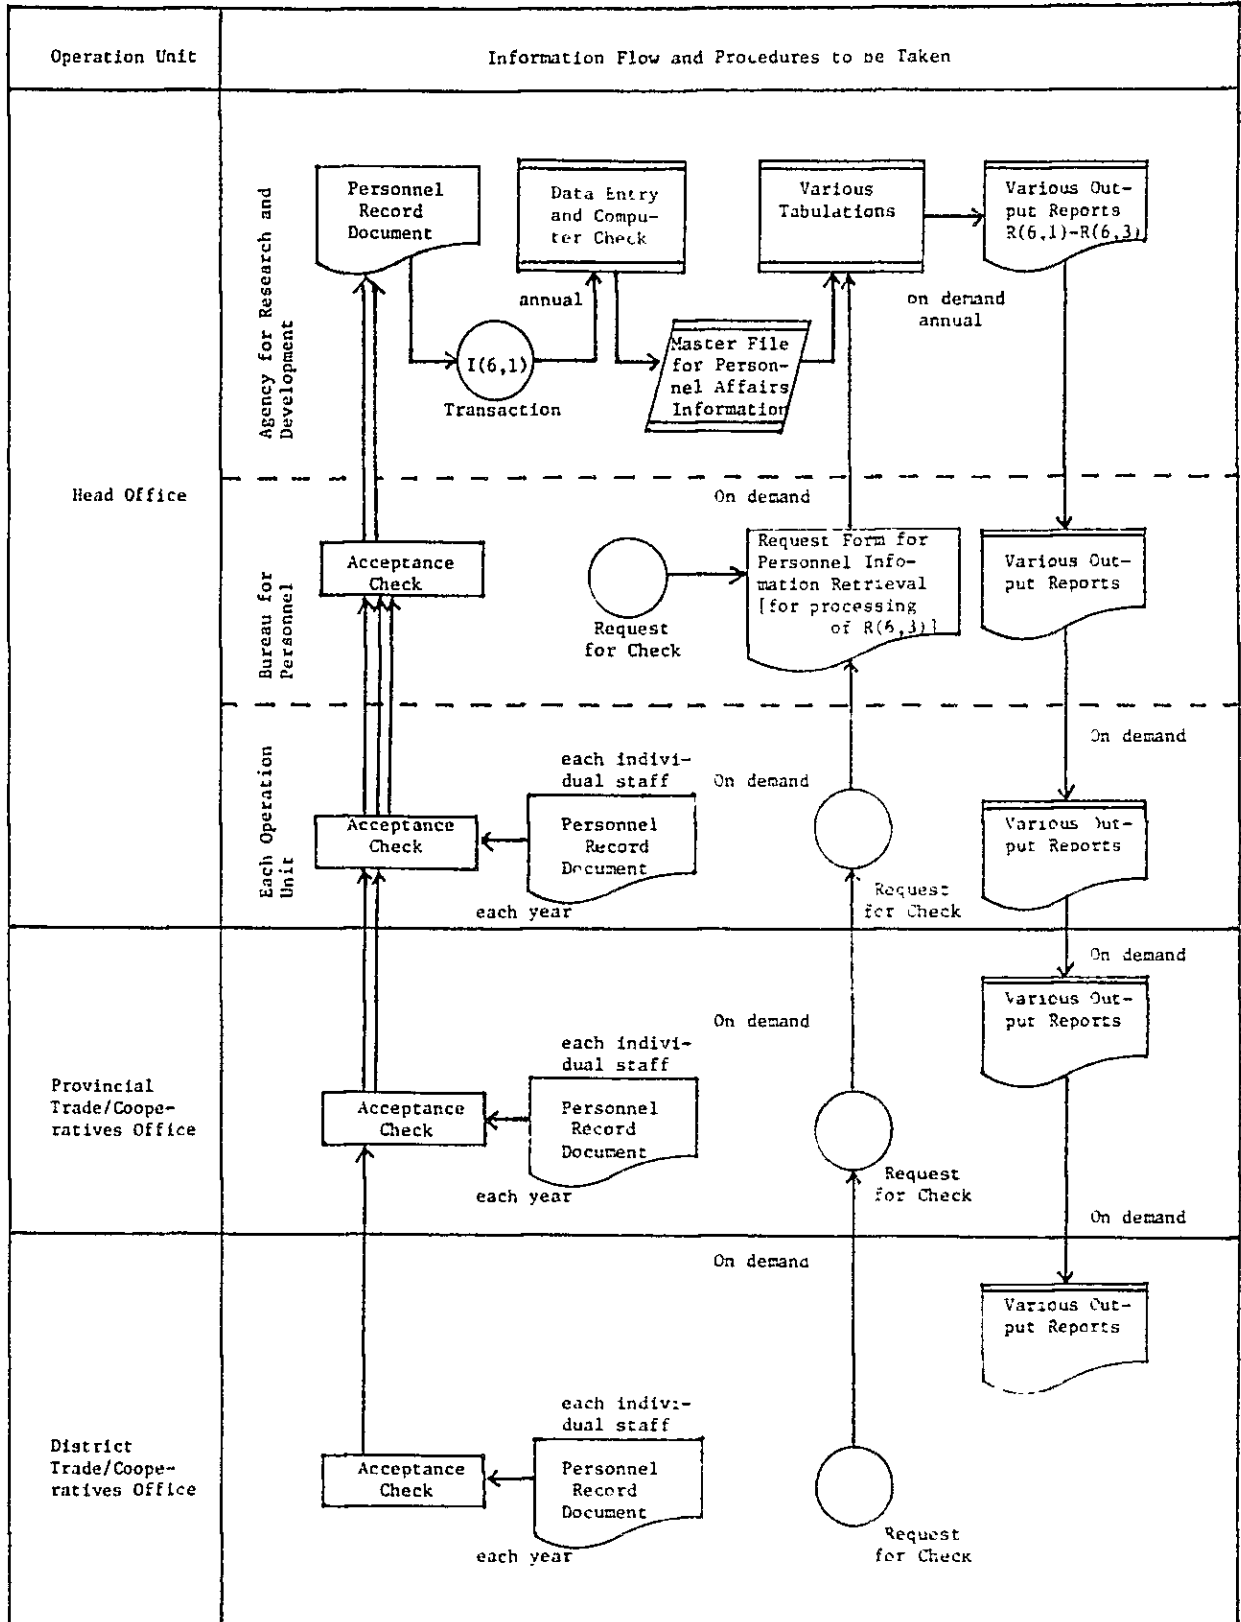 Operation Unit
Information Flow and Procedures to be Taken
Head Office
Agency for Research and
Development
Personnel
Record
Document
Data Entry
and Compu-
ter Check
Various
Tabulations
Various Out-
put Reports
R(6,1)-R(6,3)
annual
on demand
annual
I(6,1)
Transaction
Master File
for Person-
nel Affairs
Information
Bureau for
Personnel
On demand
Acceptance
Check
Request
for Check
Request Form for
Personnel Info-
mation Retrieval
[for processing
of R(6,3)]
Various Out-
put Reports
Each Operation
Unit
On demand
each indivi-
dual staff
On demand
Acceptance
Check
Personnel
Record
Document
each year
Request
for Check
Various Out-
put Reports
Provincial
Trade/Coope-
ratives Office
On demand
Various Out-
put Reports
On demand
each indivi-
dual staff
Acceptance
Check
Personnel
Record
Document
each year
Request
for Check
On demand
District
Trade/Coope-
ratives Office
On demand
Various Out-
put Reports
each indivi-
dual staff
Acceptance
Check
Personnel
Record
Document
each year
Request
for Check